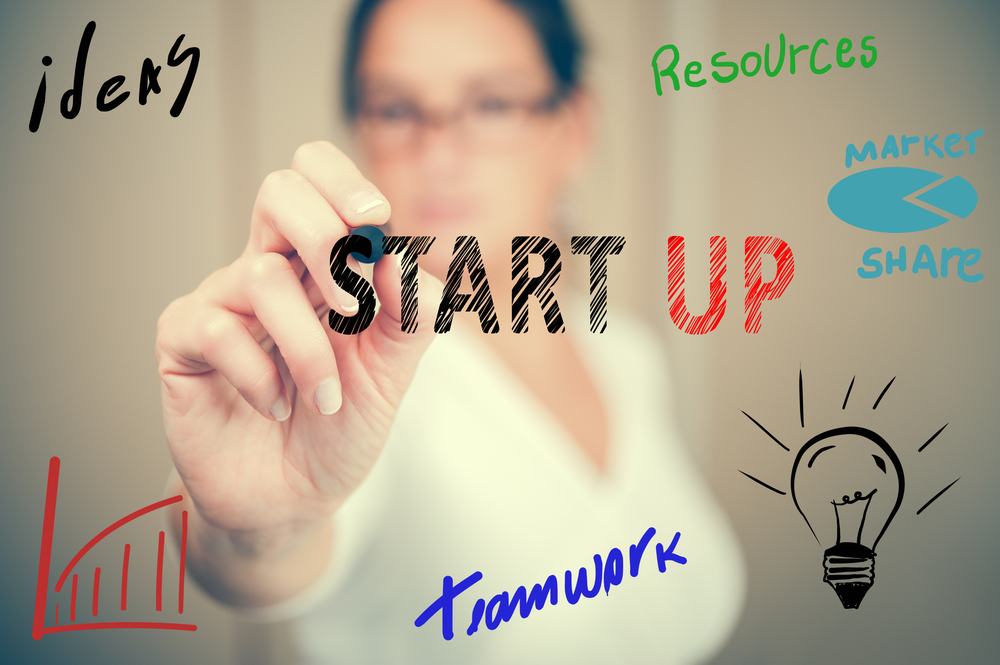 ideas
Resources
MARKET
SHARE
START UP
Teamwork